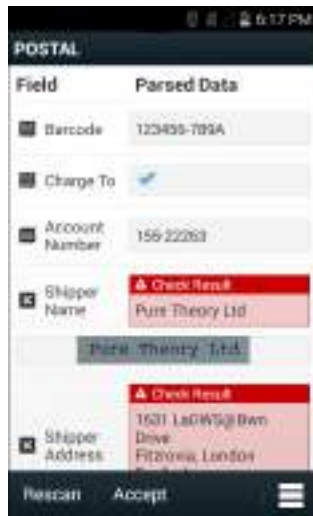 6:17 PM
POSTAL
Field Parsed Data
Barcode 123456-789A
Charge To
Account
Number
155-22263
Shipper
Name
Check Result
Pure Theory Ltd
Pure Theory Ltd
Check Result
1601
Drive
Fitzrovia, London
Shipper
Address
Rescan Accept